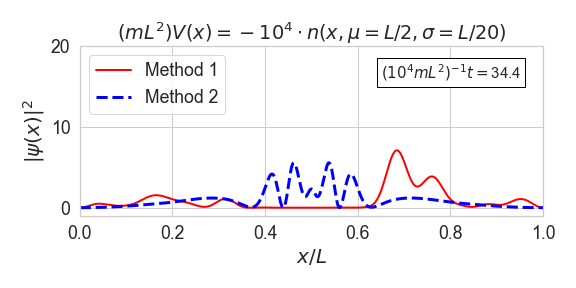 (mL²)V(x) = −10⁴ · n(x, μ = L/2, σ = L/20)
Method 1
Method 2
(10⁴mL²)⁻¹t = 34.4
|ψ(x)|²
20
10
0
0.0 0.2 0.4 0.6 0.8 1.0
x/L